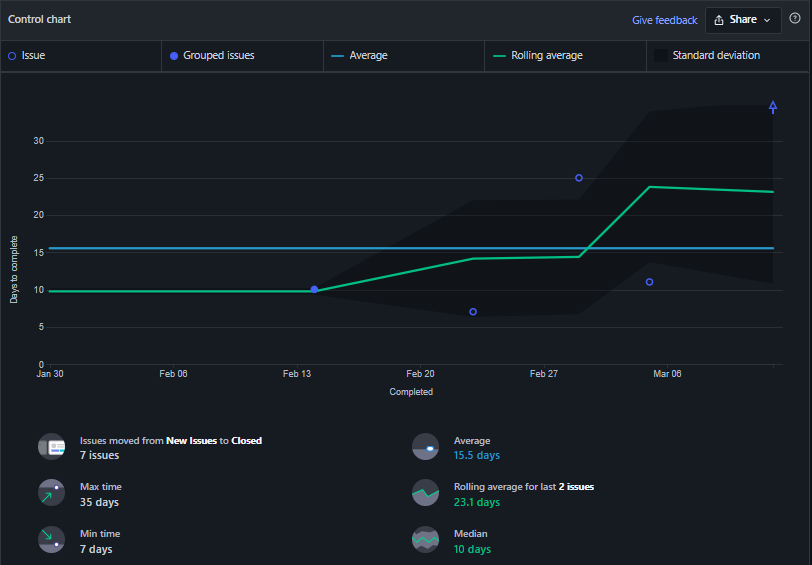 Control chart
Give feedback
Share
Issue
Grouped issues
Average
Rolling average
Standard deviation
30
25
20
15
10
5
0
Days to complete
Jan 30
Feb 06
Feb 13
Feb 20
Feb 27
Mar 06
Completed
Issues moved from New Issues to Closed
7 issues
Average
15.5 days
Max time
35 days
Rolling average for last 2 issues
23.1 days
Min time
7 days
Median
10 days